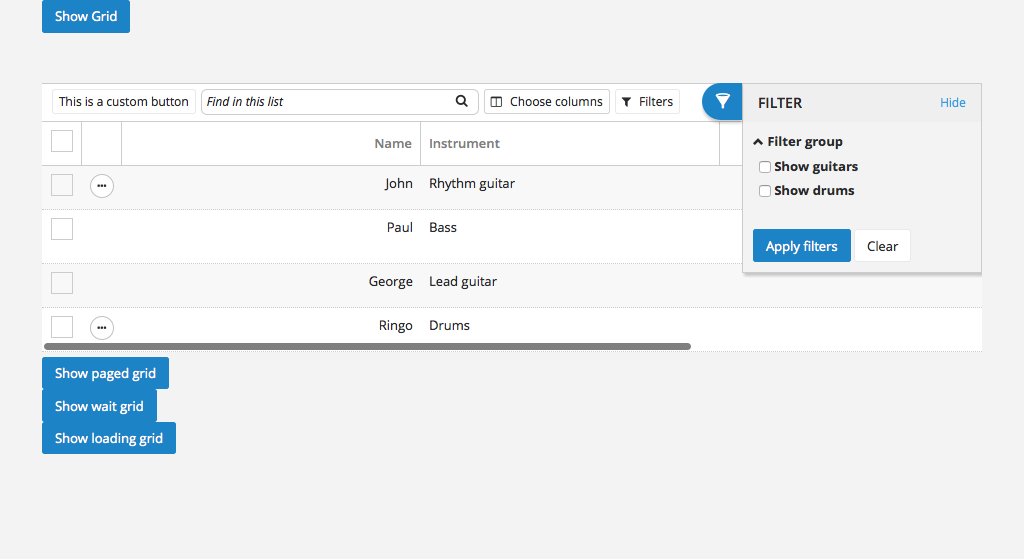 Show Grid
This is a custom button Find in this list Choose columns Filters FILTER Hide
Name Instrument
Filter group
Show guitars
Show drums
John Rhythm guitar
Paul Bass
Apply filters Clear
George Lead guitar
Ringo Drums
Show paged grid
Show wait grid
Show loading grid